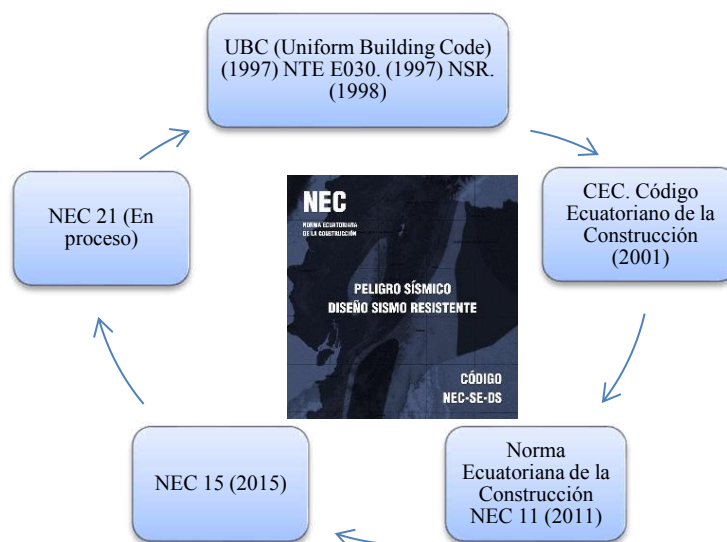 UBC (Uniform Building Code)
(1997) NTE E030. (1997) NSR.
(1998)
CEC. Código
Ecuatoriano de la
Construcción
(2001)
Norma
Ecuatoriana de la
Construcción
NEC 11 (2011)
NEC 15 (2015)
NEC 21 (En
proceso)
NEC
NORMA ECUATORIANA
DE LA CONSTRUCCIÓN
PELIGRO SÍSMICO
DISEÑO SISMO RESISTENTE
CÓDIGO
NEC-SE-DS